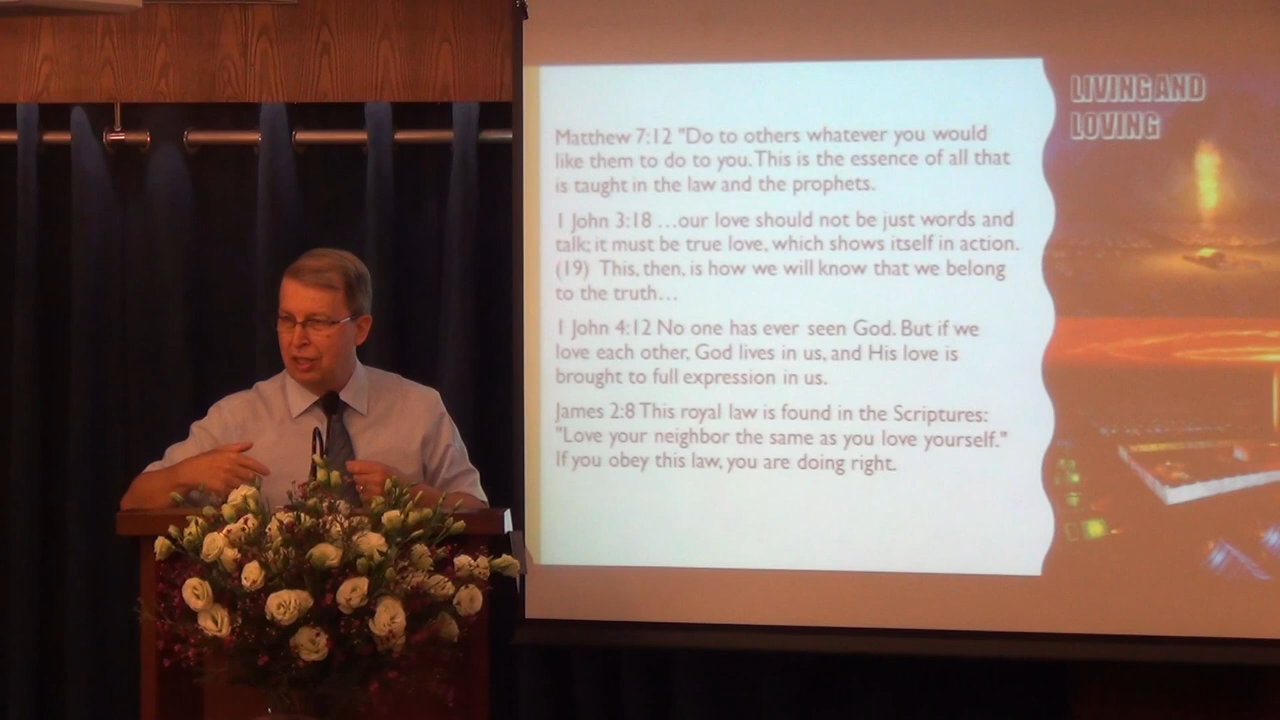 Matthew 7:12 "Do to others whatever you would
like them to do to you. This is the essence of all that
is taught in the law and the prophets.
1 John 3:18 ...our love should not be just words and
talk; it must be true love, which shows itself in action.
(19) This, then, is how we will know that we belong
to the truth...
1 John 4:12 No one has ever seen God. But if we
love each other, God lives in us, and His love is
brought to full expression in us.
James 2:8 This royal law is found in the Scriptures:
"Love your neighbor the same as you love yourself."
If you obey this law, you are doing right.
LIVING AND
LOVING